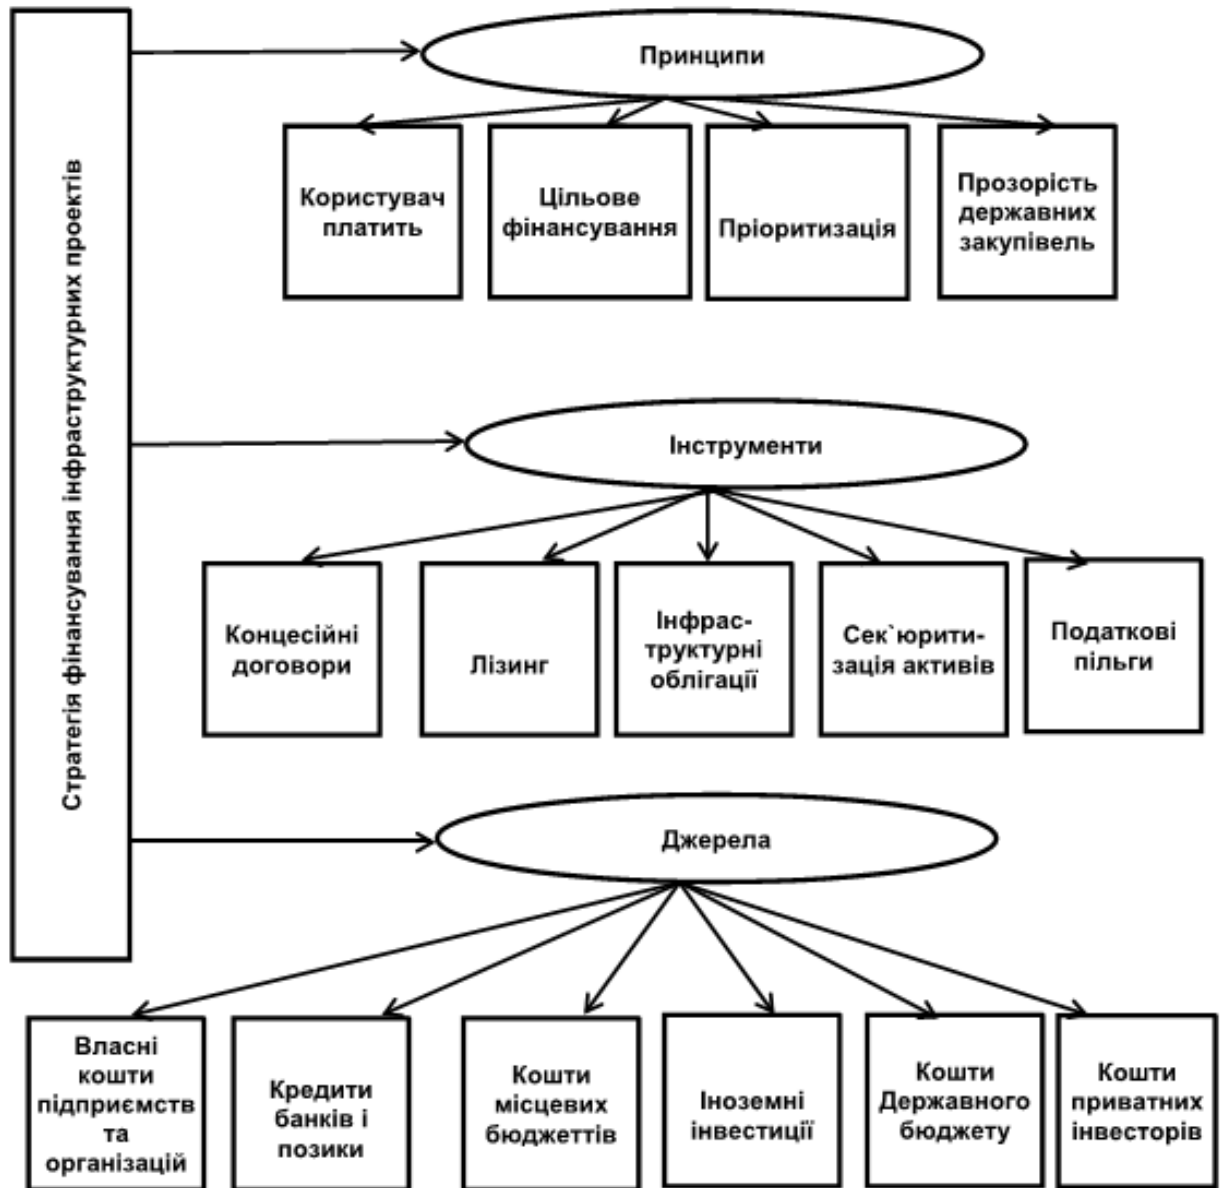 Стратегія фінансування інфраструктурних проектів
Принципи
Користувач
платить
Цільове
фінансування
Пріоритизація
Прозорість
державних
закупівель
Інструменти
Концесійні
договори
Лізинг
Інфрас-
труктурні
облігації
Сек`юрити-
зація активів
Податкові
пільги
Джерела
Власні
кошти
підприємств
та
організацій
Кредити
банків і
позики
Кошти
місцевих
бюджеттів
Іноземні
інвестиції
Кошти
Державного
бюджету
Кошти
приватних
інвесторів